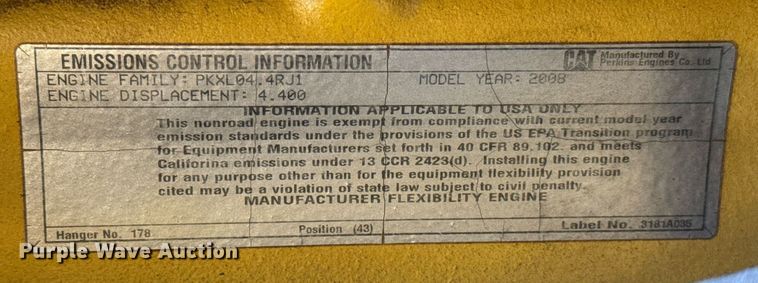 EMISSIONS CONTROL INFORMATION
CAT Manufactured By
Perkins Engines Co. Ltd
ENGINE FAMILY: PKXL04.4RJ1 MODEL YEAR: 2008
ENGINE DISPLACEMENT: 4.400
INFORMATION APPLICABLE TO USA ONLY
This nonroad engine is exempt from compliance with current model year
emission standards under the provisions of the US EPA Transition program
for Equipment Manufacturers set forth in 40 CFR 89.102. and meets
California emissions under 13 CCR 2423(d). Installing this engine
for any purpose other than for the equipment flexibility provision
cited may be a violation of state law subject to civil penalty.
MANUFACTURER FLEXIBILITY ENGINE
Hanger No. 178 Position (43) Label No. 3181A035
Purple Wave Auction